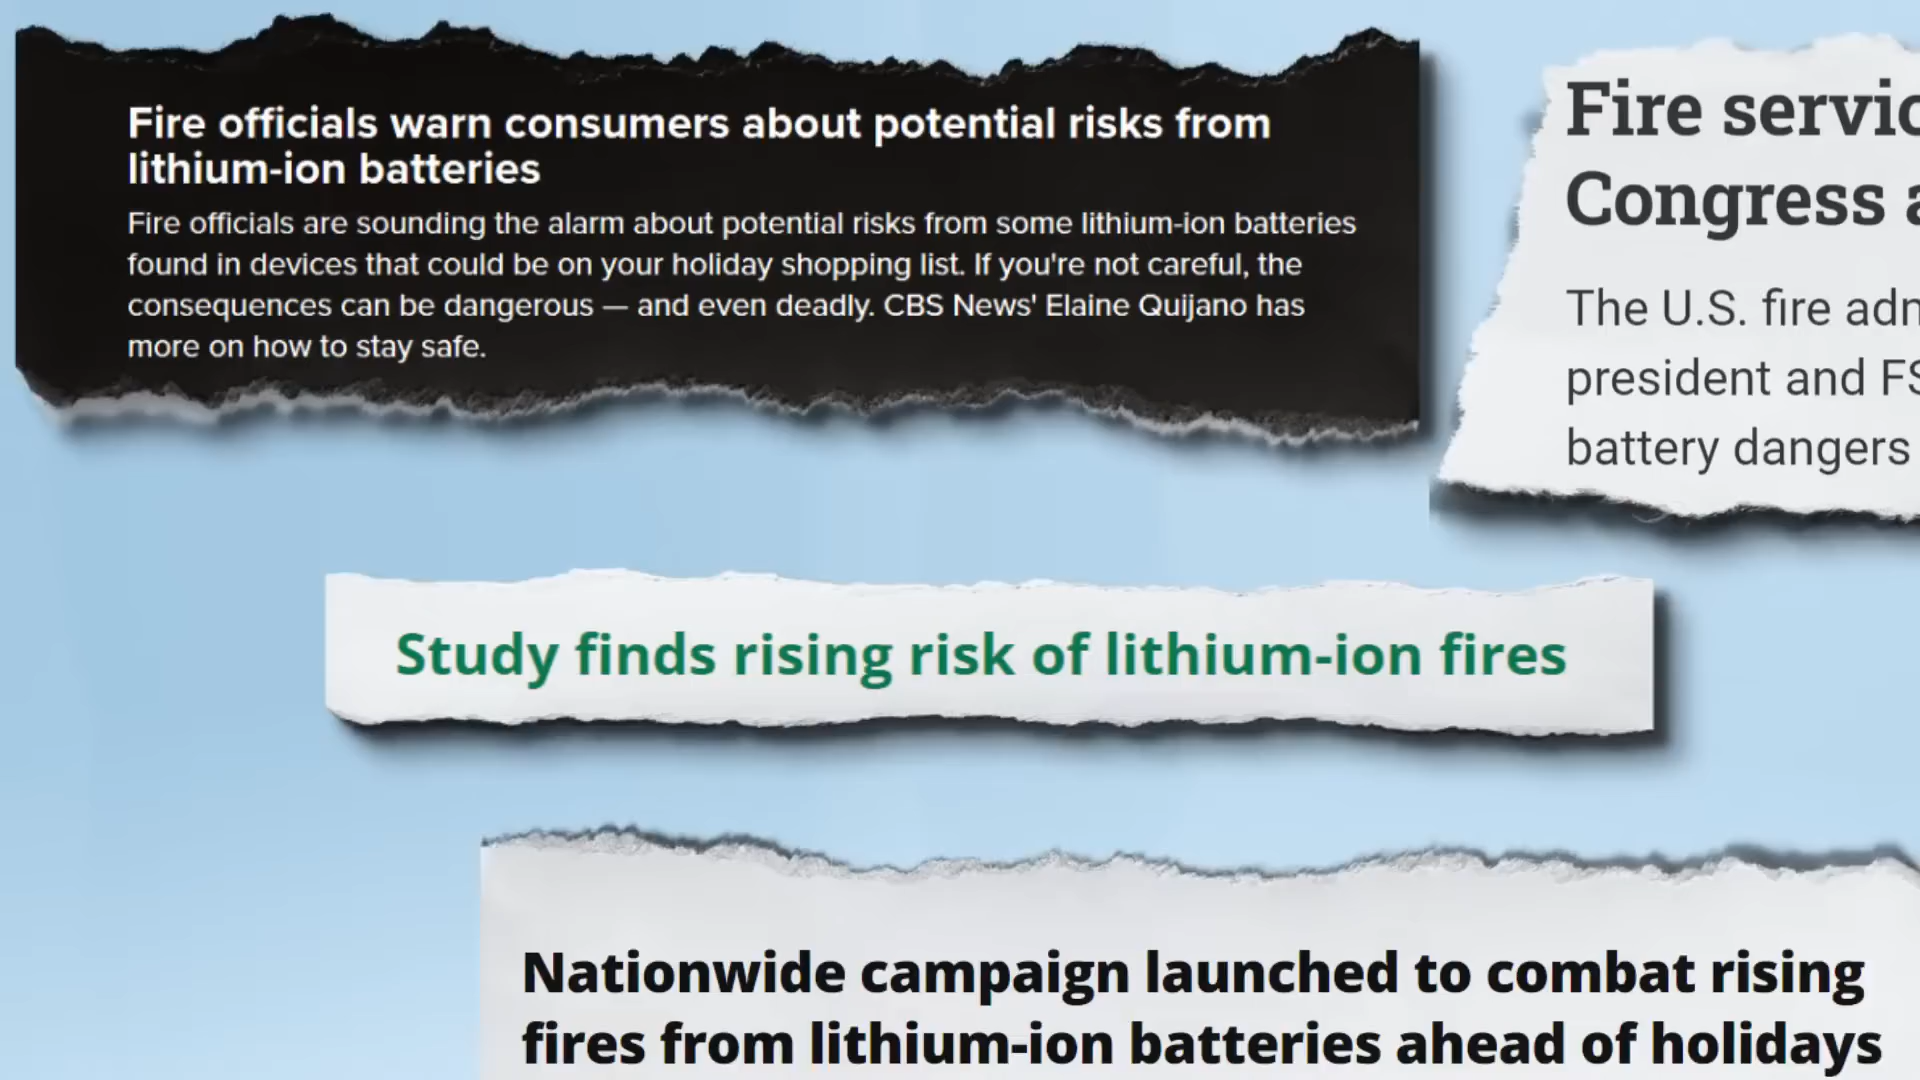 Fire officials warn consumers about potential risks from
lithium-ion batteries
Fire officials are sounding the alarm about potential risks from some lithium-ion batteries
found in devices that could be on your holiday shopping list. If you're not careful, the
consequences can be dangerous — and even deadly. CBS News' Elaine Quijano has
more on how to stay safe.
Fire
Congress
The U.S. fire
president and
battery dangers
Study finds rising risk of lithium-ion fires
Nationwide campaign launched to combat rising
fires from lithium-ion batteries ahead of holidays